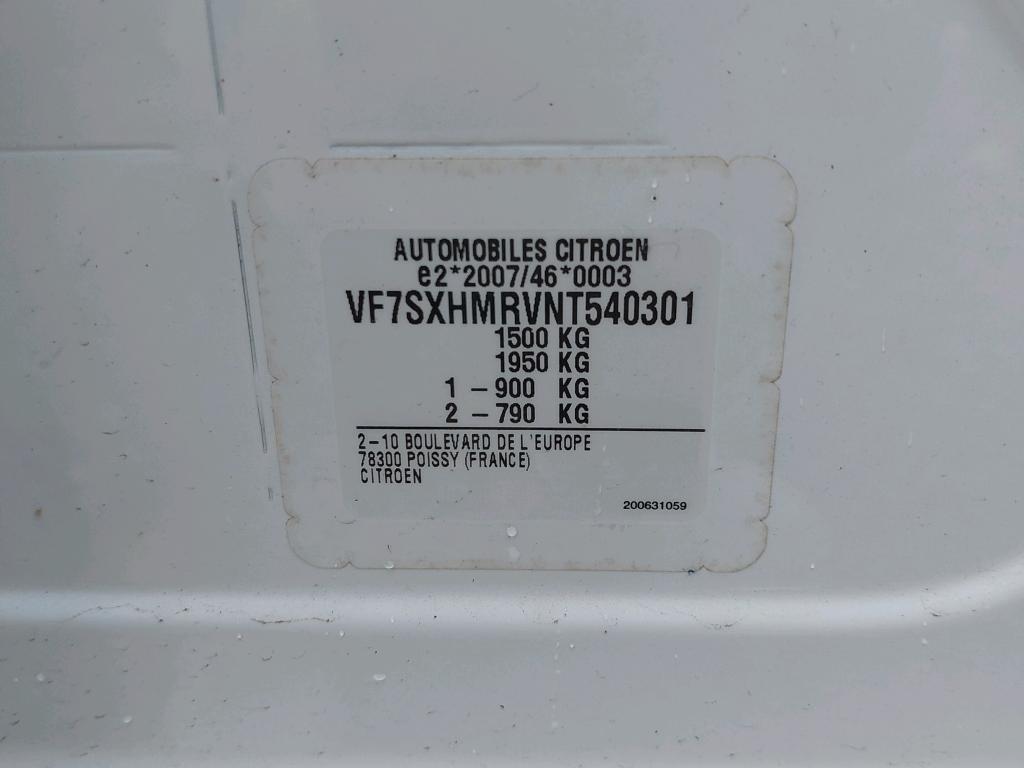 AUTOMOBILES CITROEN
e2*2007/46*0003
VF7SXHMRVNT540301
1500 KG
1950 KG
1 – 900 KG
2 – 790 KG
2–10 BOULEVARD DE L'EUROPE
78300 POISSY (FRANCE)
CITROEN
200631059